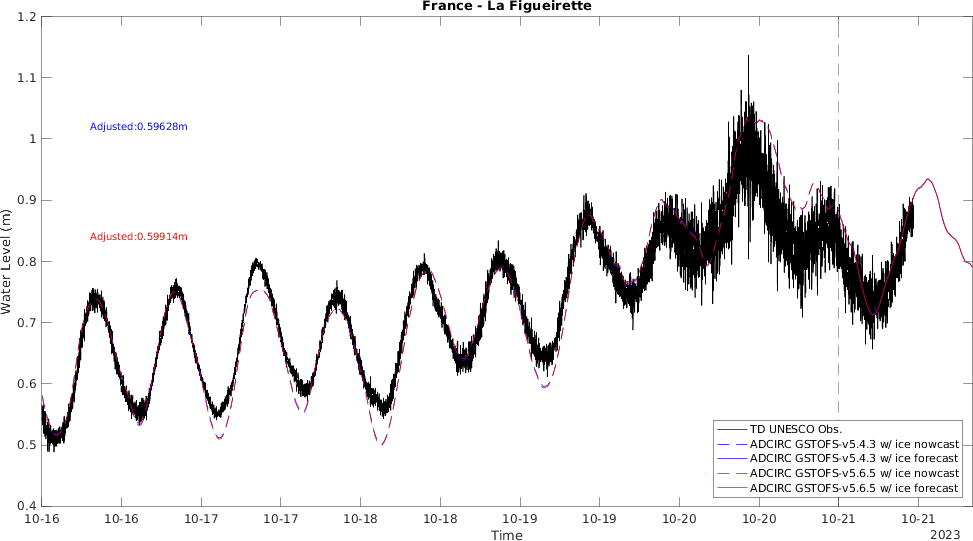 France - La Figueirette
1.2
1.1
1
0.9
0.8
0.7
0.6
0.5
0.4
Water Level (m)
Adjusted:0.59628m
Adjusted:0.59914m
TD UNESCO Obs.
ADCIRC GSTOFS-v5.4.3 w/ ice nowcast
ADCIRC GSTOFS-v5.4.3 w/ ice forecast
ADCIRC GSTOFS-v5.6.5 w/ ice nowcast
ADCIRC GSTOFS-v5.6.5 w/ ice forecast
10-16 10-16 10-17 10-17 10-18 10-18 10-19 10-19 10-20 10-20 10-21 10-21
2023
Time